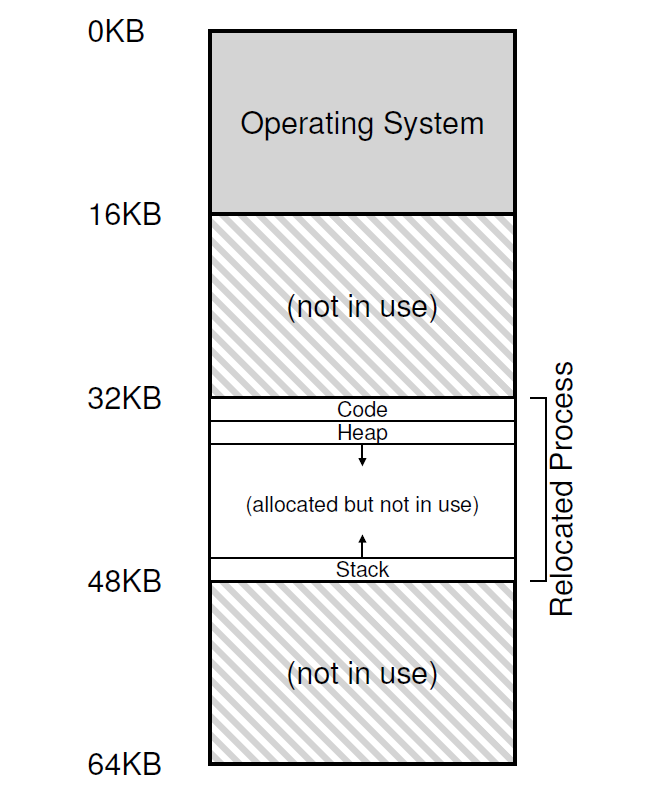 0KB
Operating System
16KB
(not in use)
32KB
Code
Heap
(allocated but not in use)
Stack
48KB
(not in use)
64KB
Relocated Process